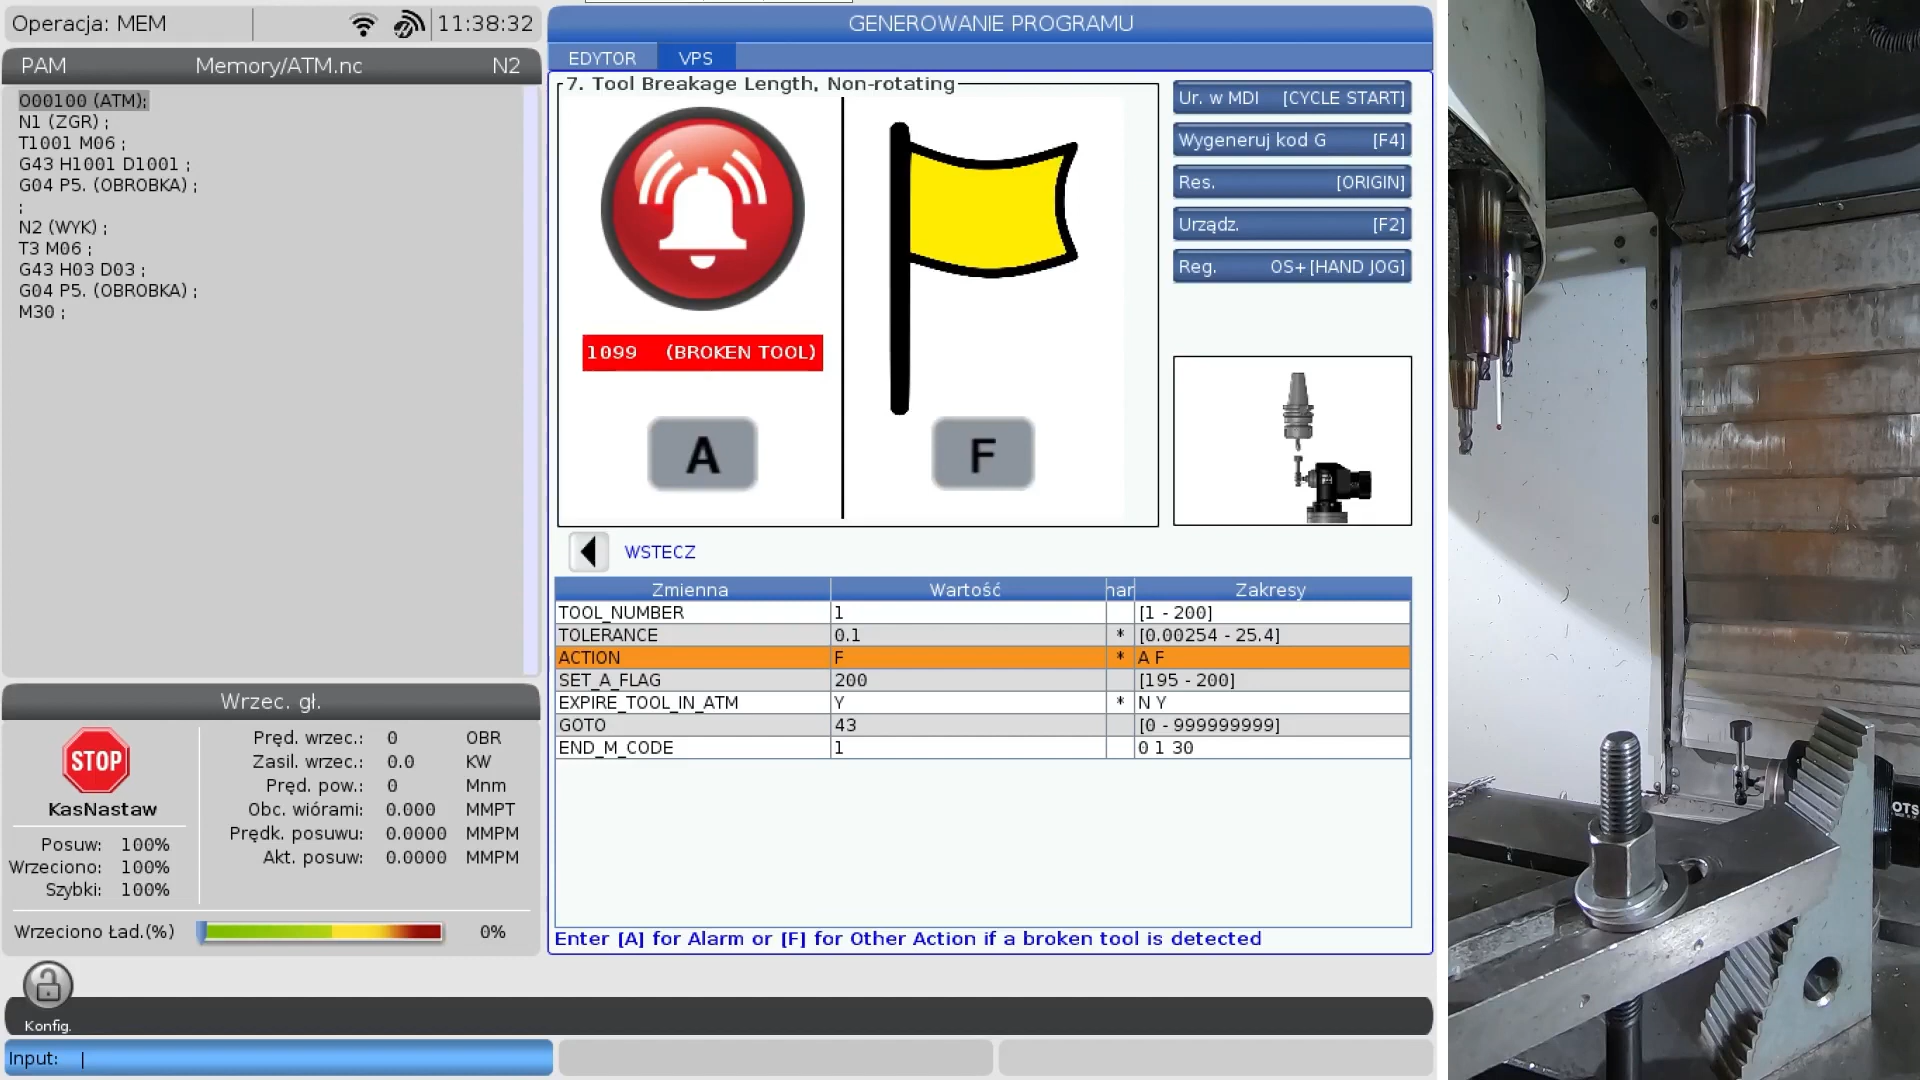 Operacja: MEM
11:38:32
PAM Memory/ATM.nc N2
O00100 (ATM);
N1 (ZGR) ;
T1001 M06 ;
G43 H1001 D1001 ;
G04 P5. (OBROBKA) ;
;
N2 (WYK) ;
T3 M06 ;
G43 H03 D03 ;
G04 P5. (OBROBKA) ;
M30 ;
Wrzec. gł.
STOP
KasNastaw
Posuw: 100%
Wrzeciono: 100%
Szybki: 100%
Pręd. wrzec.: 0 OBR
Zasil. wrzec.: 0.0 KW
Pręd. pow.: 0 Mnm
Obc. wiórami: 0.000 MMPT
Prędk. posuwu: 0.0000 MMPM
Akt. posuw: 0.0000 MMPM
Wrzeciono Ład.(%) 0%
Konfig.
Input:
GENEROWANIE PROGRAMU
EDYTOR VPS
7. Tool Breakage Length, Non-rotating
1099 (BROKEN TOOL)
A F
Ur. w MDI [CYCLE START]
Wygeneruj kod G [F4]
Res. [ORIGIN]
Urządz. [F2]
Reg. OS+[HAND JOG]
WSTECZ
Zmienna Wartość nar Zakresy
TOOL_NUMBER 1 [1 - 200]
TOLERANCE 0.1 * [0.00254 - 25.4]
ACTION F * A F
SET_A_FLAG 200 [195 - 200]
EXPIRE_TOOL_IN_ATM Y * N Y
GOTO 43 [0 - 999999999]
END_M_CODE 1 0 1 30
Enter [A] for Alarm or [F] for Other Action if a broken tool is detected
OTS